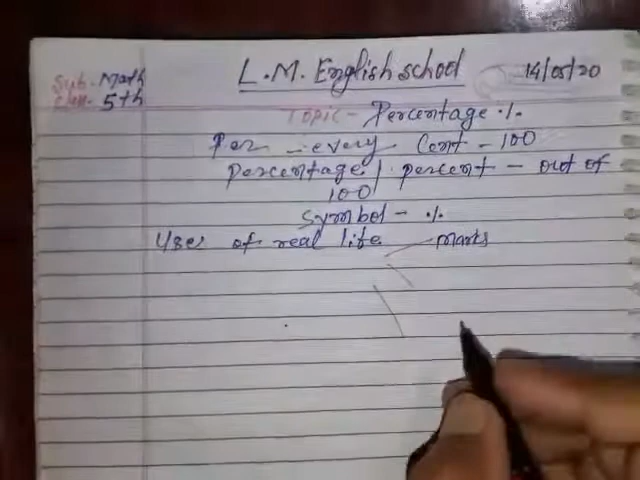 L.M. English school 14/05/20
Sub- Math
Class- 5th
Topic- Percentage %
Per - every Cent - 100
Percentage / percent - out of
100
Symbol - %
Use of real life marks